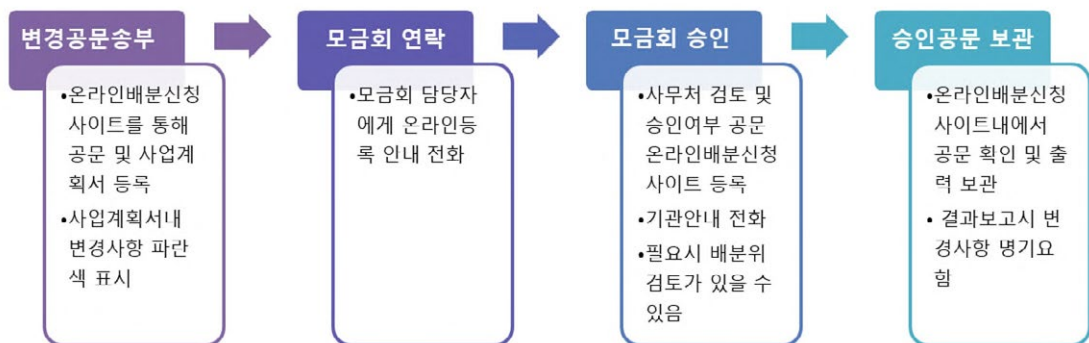 변경공문송부
•온라인배분신청
사이트를 통해
공문 및 사업계
획서 등록
•사업계획서내
변경사항 파란
색 표시
모금회 연락
•모금회 담당자
에게 온라인등
록 안내 전화
모금회 승인
•사무처 검토 및
승인여부 공문
온라인배분신청
사이트 등록
•기관안내 전화
•필요시 배분위
검토가 있을 수
있음
승인공문 보관
•온라인배분신청
사이트내에서
공문 확인 및 출
력 보관
• 결과보고시 변
경사항 명기요
함